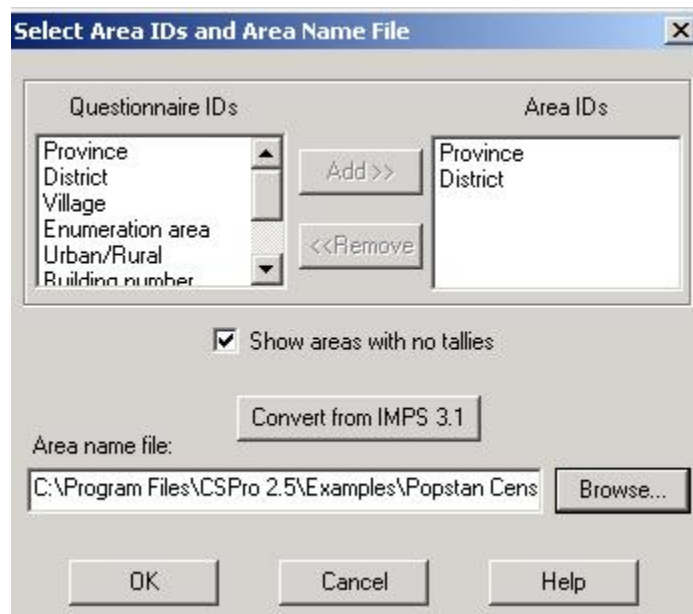 Select Area IDs and Area Name File
Questionnaire IDs
Area IDs
Province
District
Village
Enumeration area
Urban/Rural
Building number
Add >>
<<Remove
Province
District
Show areas with no tallies
Convert from IMPS 3.1
Area name file:
C:\Program Files\CSPro 2.5\Examples\Popstan Cens
Browse...
OK
Cancel
Help